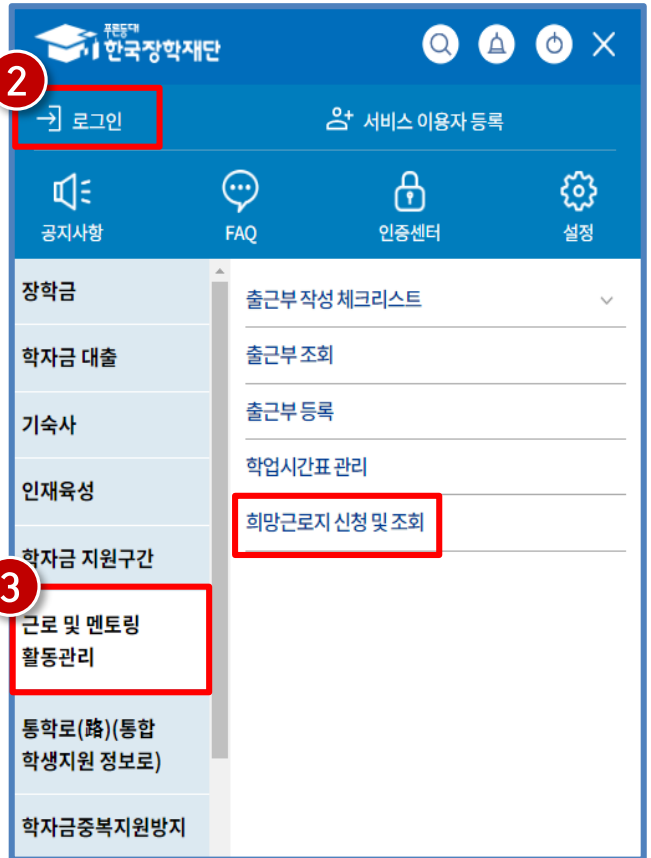 푸른등대
한국장학재단
2
로그인
서비스 이용자 등록
공지사항
FAQ
인증센터
설정
장학금
학자금 대출
기숙사
인재육성
학자금 지원구간
3
근로 및 멘토링
활동관리
통학로(路)(통합
학생지원 정보로)
학자금중복지원방지
출근부 작성 체크리스트
출근부 조회
출근부 등록
학업시간표 관리
희망근로지 신청 및 조회